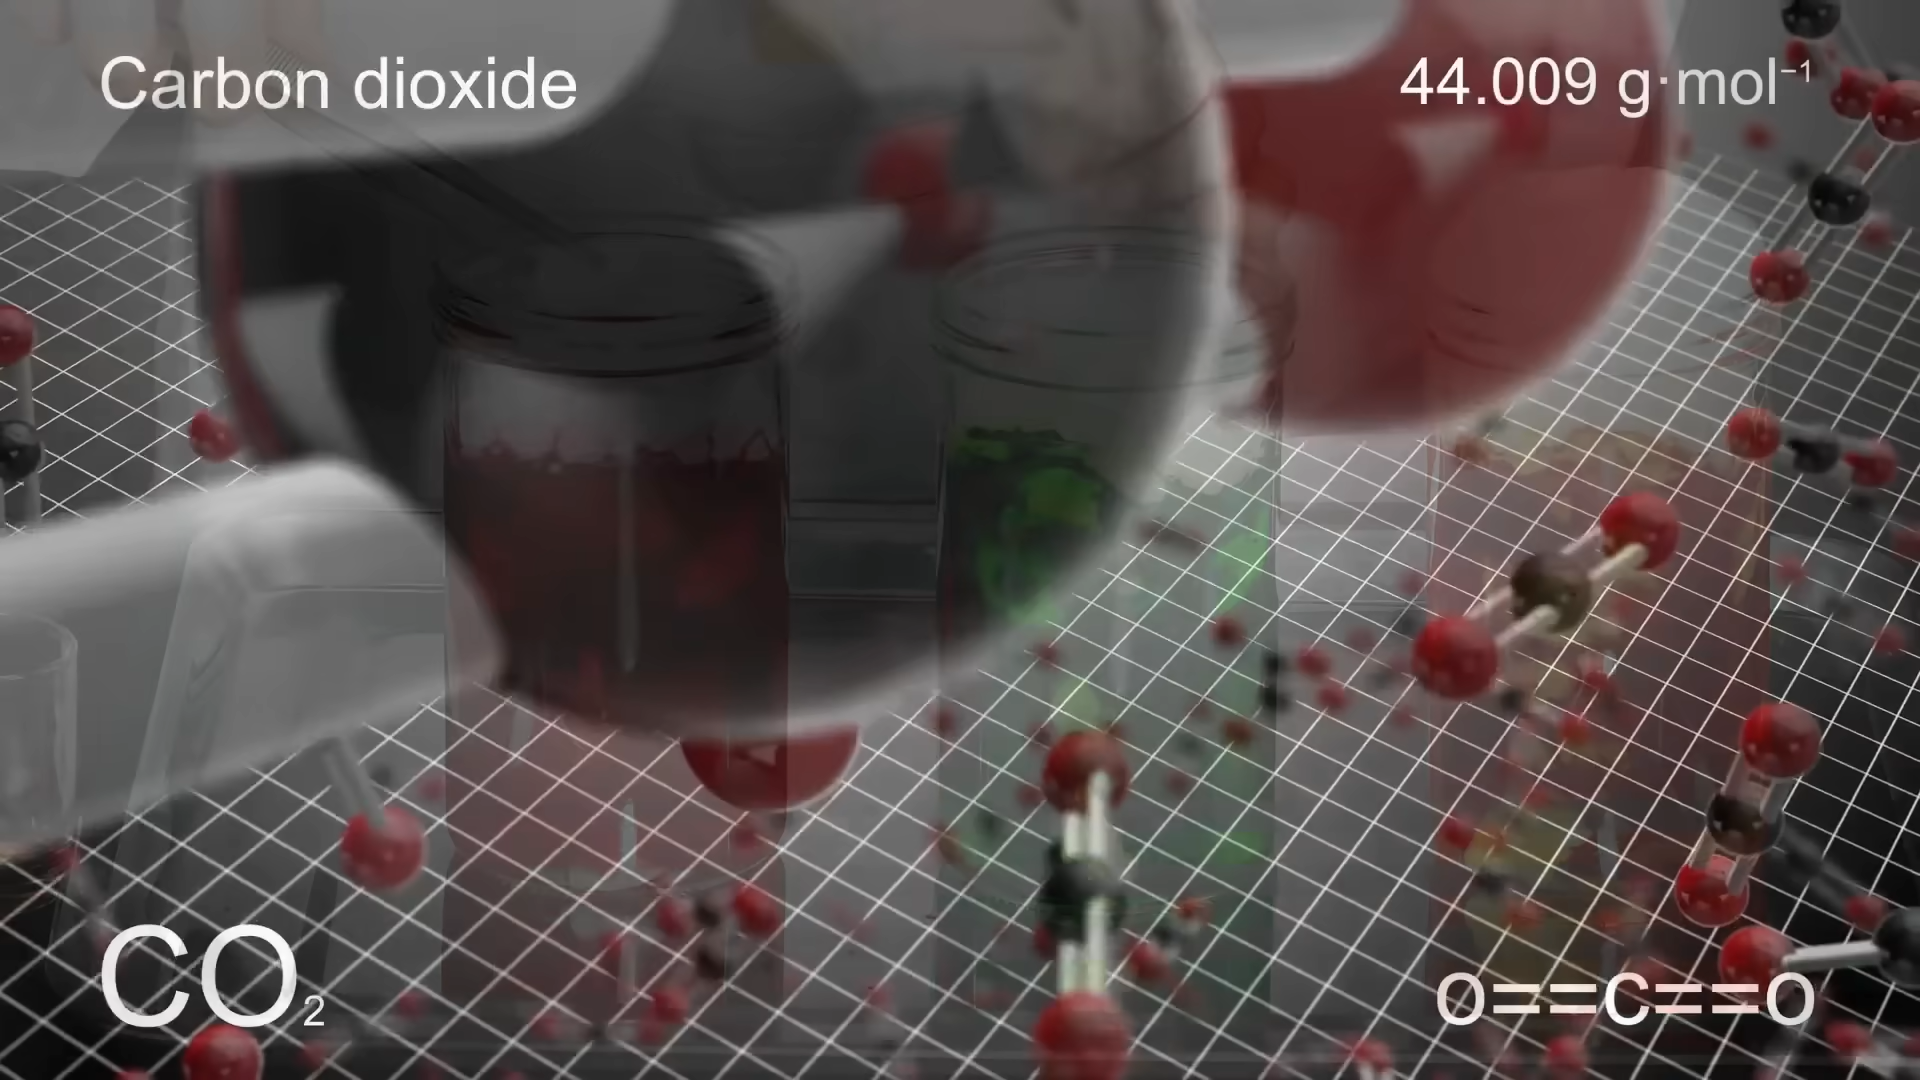 Carbon dioxide
44.009 g·mol⁻¹
CO₂
O==C==O